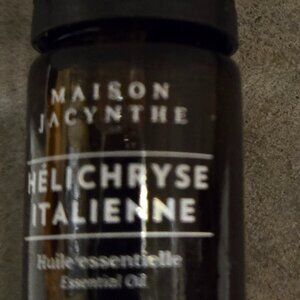 MAISON
JACYNTHE
HÉLICHRYSE
ITALIENNE
Huile essentielle
Essential Oil